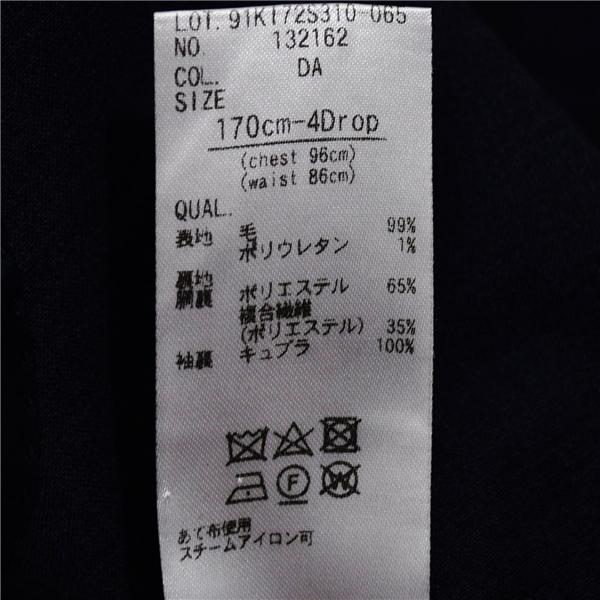 LOT. 91KT72S310-065
NO. 132162
COL. DA
SIZE
170cm-4Drop
(chest 96cm)
(waist 86cm)
QUAL.
表地 毛 99%
ポリウレタン 1%
裏地
胴裏 ポリエステル 65%
複合繊維
(ポリエステル) 35%
袖裏 キュプラ 100%
F
W
あて布使用
スチームアイロン可